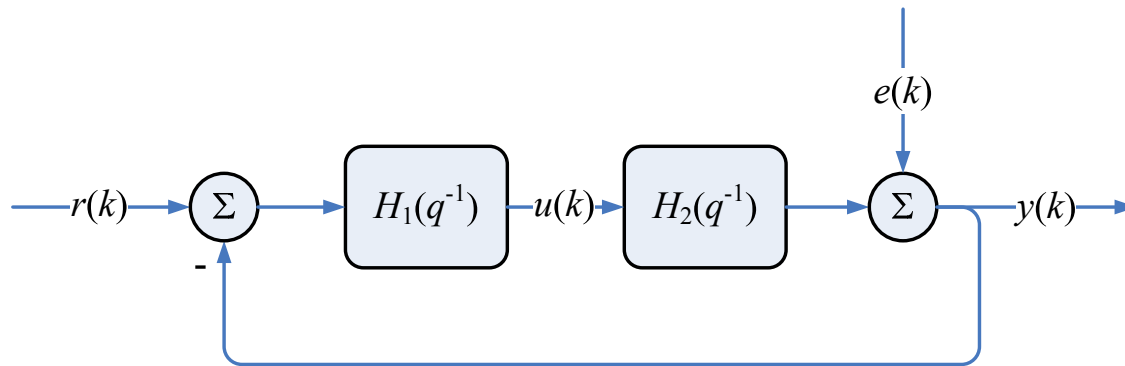 e(k)
r(k) Σ H₁(q⁻¹) u(k) H₂(q⁻¹) Σ y(k)
-